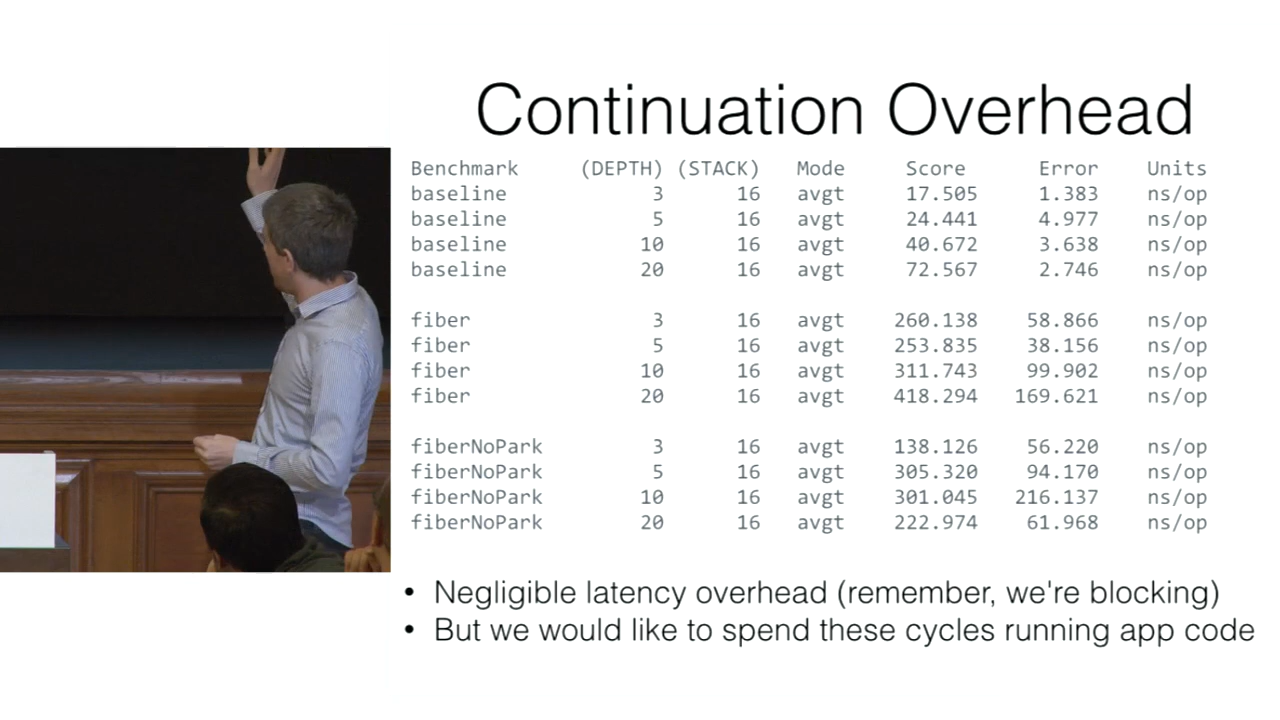 Continuation Overhead
Benchmark (DEPTH) (STACK) Mode Score Error Units
baseline 3 16 avgt 17.505 1.383 ns/op
baseline 5 16 avgt 24.441 4.977 ns/op
baseline 10 16 avgt 40.672 3.638 ns/op
baseline 20 16 avgt 72.567 2.746 ns/op
fiber 3 16 avgt 260.138 58.866 ns/op
fiber 5 16 avgt 253.835 38.156 ns/op
fiber 10 16 avgt 311.743 99.902 ns/op
fiber 20 16 avgt 418.294 169.621 ns/op
fiberNoPark 3 16 avgt 138.126 56.220 ns/op
fiberNoPark 5 16 avgt 305.320 94.170 ns/op
fiberNoPark 10 16 avgt 301.045 216.137 ns/op
fiberNoPark 20 16 avgt 222.974 61.968 ns/op
• Negligible latency overhead (remember, we're blocking)
• But we would like to spend these cycles running app code